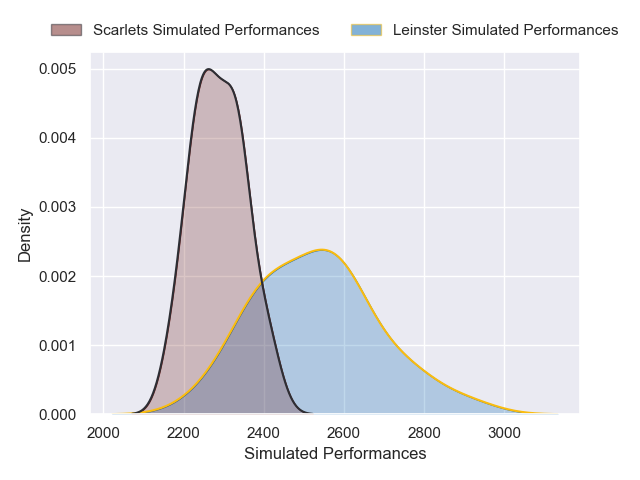 Scarlets Simulated Performances Leinster Simulated Performances
0.005
0.004
0.003
0.002
0.001
0.000
Density
2000 2200 2400 2600 2800 3000
Simulated Performances